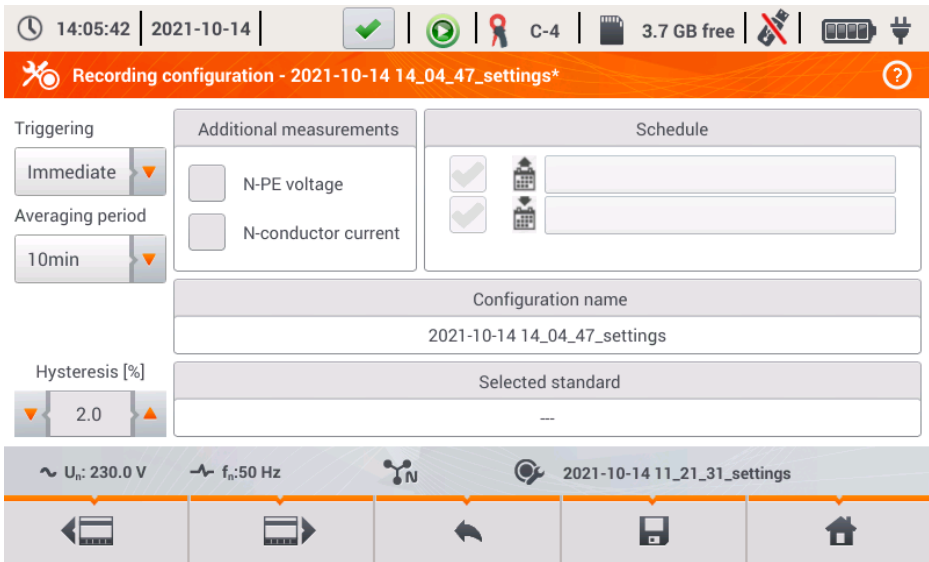 14:05:42 2021-10-14 C-4 3.7 GB free
Recording configuration - 2021-10-14 14_04_47_settings*
?
Triggering
Immediate
Averaging period
10min
Hysteresis [%]
2.0
Additional measurements
N-PE voltage
N-conductor current
Schedule
Configuration name
2021-10-14 14_04_47_settings
Selected standard
---
Un: 230.0 V fn:50 Hz N 2021-10-14 11_21_31_settings